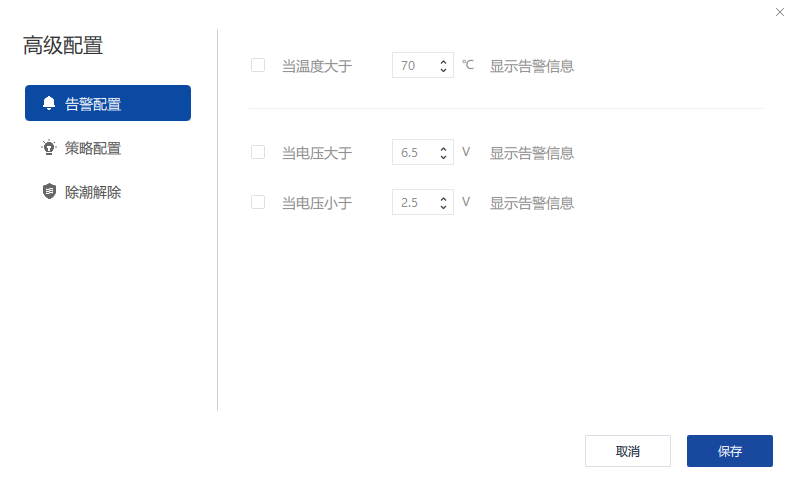 高级配置
告警配置
策略配置
除潮解除
当温度大于 70 ℃ 显示告警信息
当电压大于 6.5 V 显示告警信息
当电压小于 2.5 V 显示告警信息
取消 保存